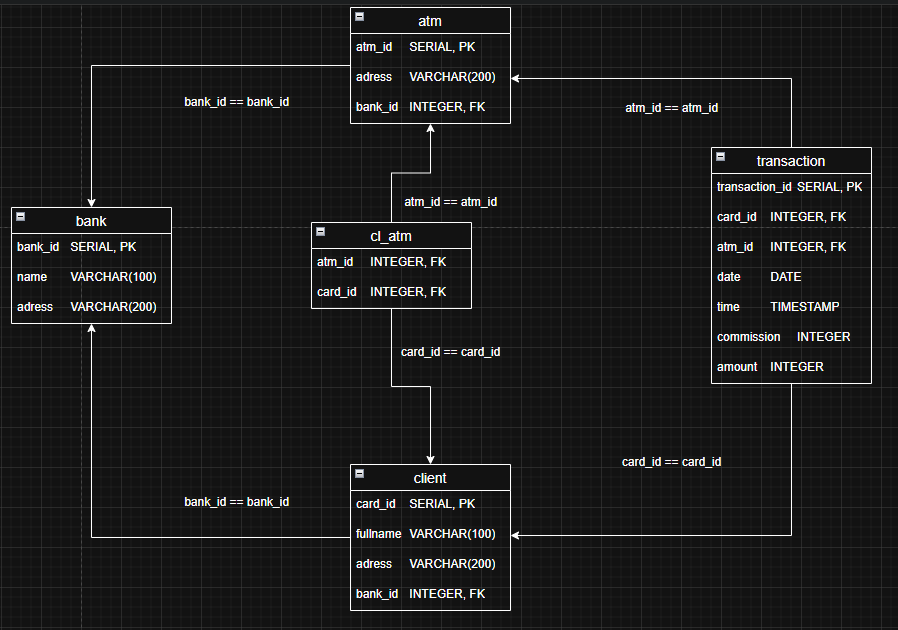 atm
atm_id SERIAL, PK
adress VARCHAR(200)
bank_id INTEGER, FK
bank_id == bank_id
atm_id == atm_id
transaction
transaction_id SERIAL, PK
card_id INTEGER, FK
atm_id INTEGER, FK
date DATE
time TIMESTAMP
commission INTEGER
amount INTEGER
atm_id == atm_id
bank
bank_id SERIAL, PK
name VARCHAR(100)
adress VARCHAR(200)
cl_atm
atm_id INTEGER, FK
card_id INTEGER, FK
card_id == card_id
card_id == card_id
bank_id == bank_id
client
card_id SERIAL, PK
fullname VARCHAR(100)
adress VARCHAR(200)
bank_id INTEGER, FK